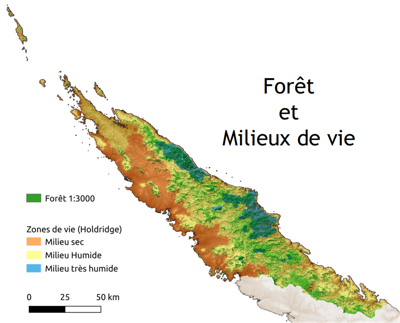 Forêt
et
Milieux de vie
Forêt 1:3000
Zones de vie (Holdridge)
Milieu sec
Milieu Humide
Milieu très humide
0 25 50 km